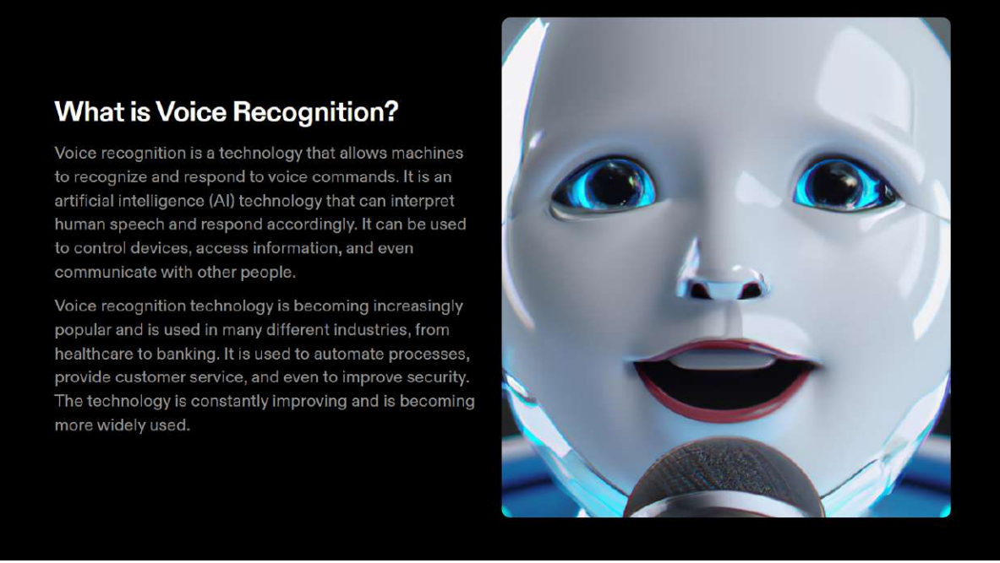 What is Voice Recognition?
Voice recognition is a technology that allows machines
to recognize and respond to voice commands. It is an
artificial intelligence (AI) technology that can interpret
human speech and respond accordingly. It can be used
to control devices, access information, and even
communicate with other people.
Voice recognition technology is becoming increasingly
popular and is used in many different industries, from
healthcare to banking. It is used to automate processes,
provide customer service, and even to improve security.
The technology is constantly improving and is becoming
more widely used.